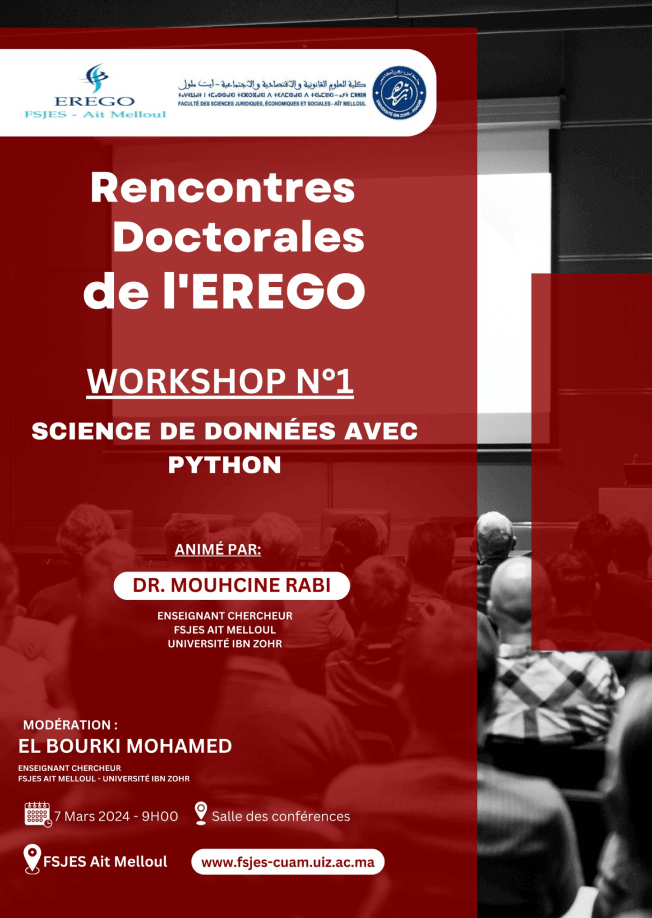 EREGO
FSJES - Ait Melloul
كلية العلوم القانونية والاقتصادية والاجتماعية - أيت ملول
FACULTÉ DES SCIENCES JURIDIQUES, ÉCONOMIQUES ET SOCIALES - AÏT MELLOUL
Rencontres
Doctorales
de l'EREGO
WORKSHOP N°1
SCIENCE DE DONNÉES AVEC
PYTHON
ANIMÉ PAR:
DR. MOUHCINE RABI
ENSEIGNANT CHERCHEUR
FSJES AIT MELLOUL
UNIVERSITÉ IBN ZOHR
MODÉRATION :
EL BOURKI MOHAMED
ENSEIGNANT CHERCHEUR
FSJES AIT MELLOUL - UNIVERSITÉ IBN ZOHR
7 Mars 2024 - 9H00
Salle des conférences
FSJES Ait Melloul
www.fsjes-cuam.uiz.ac.ma